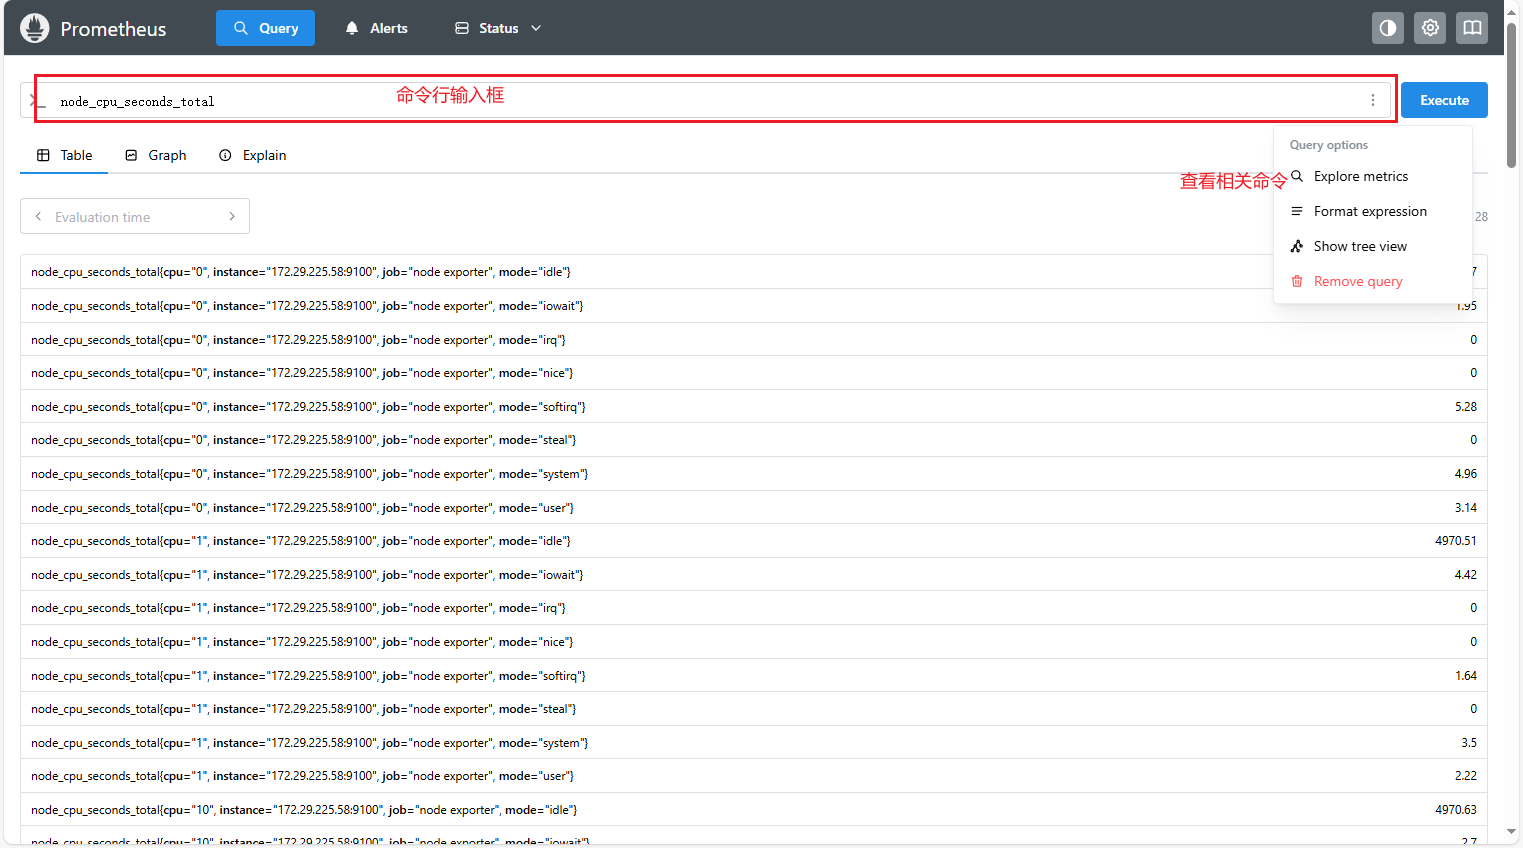 Prometheus
Query
Alerts
Status
node_cpu_seconds_total
命令行输入框
Execute
Table
Graph
Explain
Query options
查看相关命令
Explore metrics
Format expression
Show tree view
Remove query
Evaluation time
28
node_cpu_seconds_total{cpu="0", instance="172.29.225.58:9100", job="node exporter", mode="idle"} 7
node_cpu_seconds_total{cpu="0", instance="172.29.225.58:9100", job="node exporter", mode="iowait"} 1.95
node_cpu_seconds_total{cpu="0", instance="172.29.225.58:9100", job="node exporter", mode="irq"} 0
node_cpu_seconds_total{cpu="0", instance="172.29.225.58:9100", job="node exporter", mode="nice"} 0
node_cpu_seconds_total{cpu="0", instance="172.29.225.58:9100", job="node exporter", mode="softirq"} 5.28
node_cpu_seconds_total{cpu="0", instance="172.29.225.58:9100", job="node exporter", mode="steal"} 0
node_cpu_seconds_total{cpu="0", instance="172.29.225.58:9100", job="node exporter", mode="system"} 4.96
node_cpu_seconds_total{cpu="0", instance="172.29.225.58:9100", job="node exporter", mode="user"} 3.14
node_cpu_seconds_total{cpu="1", instance="172.29.225.58:9100", job="node exporter", mode="idle"} 4970.51
node_cpu_seconds_total{cpu="1", instance="172.29.225.58:9100", job="node exporter", mode="iowait"} 4.42
node_cpu_seconds_total{cpu="1", instance="172.29.225.58:9100", job="node exporter", mode="irq"} 0
node_cpu_seconds_total{cpu="1", instance="172.29.225.58:9100", job="node exporter", mode="nice"} 0
node_cpu_seconds_total{cpu="1", instance="172.29.225.58:9100", job="node exporter", mode="softirq"} 1.64
node_cpu_seconds_total{cpu="1", instance="172.29.225.58:9100", job="node exporter", mode="steal"} 0
node_cpu_seconds_total{cpu="1", instance="172.29.225.58:9100", job="node exporter", mode="system"} 3.5
node_cpu_seconds_total{cpu="1", instance="172.29.225.58:9100", job="node exporter", mode="user"} 2.22
node_cpu_seconds_total{cpu="10", instance="172.29.225.58:9100", job="node exporter", mode="idle"} 4970.63
node_cpu_seconds_total{cpu="10", instance="172.29.225.58:9100", job="node exporter", mode="iowait"} 2.7